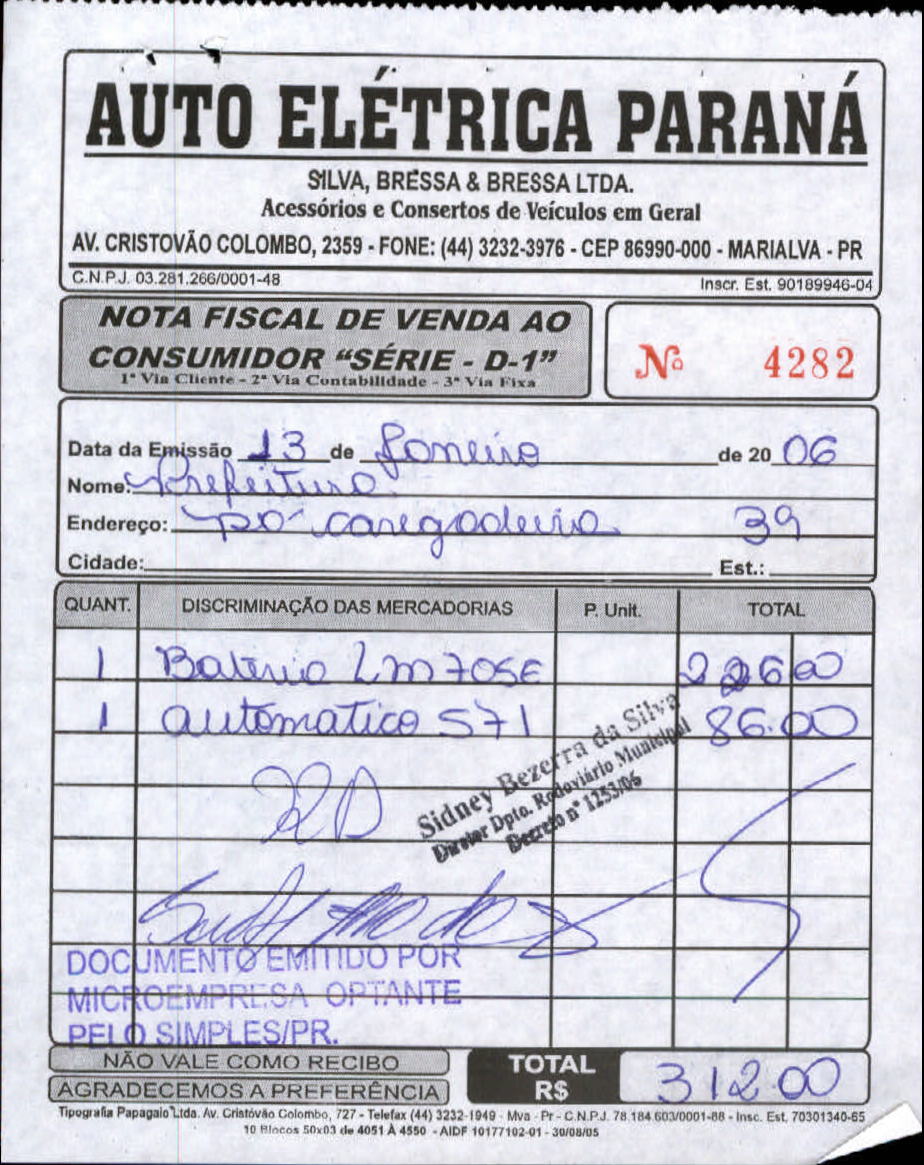 AUTO ELÉTRICA PARANÁ
SILVA, BRESSA & BRESSA LTDA.
Acessórios e Consertos de Veículos em Geral
AV. CRISTOVÃO COLOMBO, 2359 - FONE: (44) 3232-3976 - CEP 86990-000 - MARIALVA - PR
C.N.P.J. 03.281.266/0001-48 Inscr. Est. 90189946-04
NOTA FISCAL DE VENDA AO
CONSUMIDOR "SÉRIE - D-1"
1ª Via Cliente - 2ª Via Contabilidade - 3ª Via Fixa
Nº 4282
Data da Emissão 13 de Janeiro de 20 06
Nome: Prefeitura
Endereço: pá caregadeira 39
Cidade: Est.:
QUANT. DISCRIMINAÇÃO DAS MERCADORIAS P. Unit. TOTAL
1 Bateria LM70SE 226 00
1 automatico 571 86.00
Sidney Bezerra da Silva
Diretor Dpto. Rodoviário Municipal
Decreto nº 1253/06
DOCUMENTO EMITIDO POR
MICROEMPRESA OPTANTE
PELO SIMPLES/PR.
NÃO VALE COMO RECIBO
AGRADECEMOS A PREFERÊNCIA
TOTAL
R$ 312 00
Tipografia Papagaio Ltda. Av. Cristóvão Colombo, 727 - Telefax (44) 3232-1949 - Mva - Pr - C.N.P.J. 78.184.603/0001-88 - Insc. Est. 70301340-65
10 Blocos 50x03 de 4051 À 4550 - AIDF 10177102-01 - 30/08/05